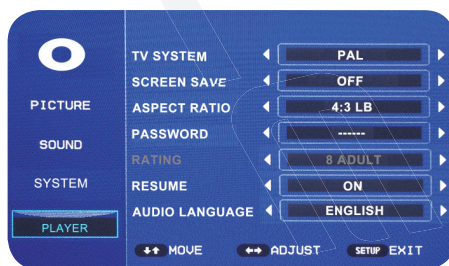 TV SYSTEM PAL
SCREEN SAVE OFF
PICTURE
ASPECT RATIO 4:3 LB
PASSWORD ------
SOUND
RATING 8 ADULT
SYSTEM
RESUME ON
AUDIO LANGUAGE ENGLISH
PLAYER
MOVE ADJUST SETUP EXIT